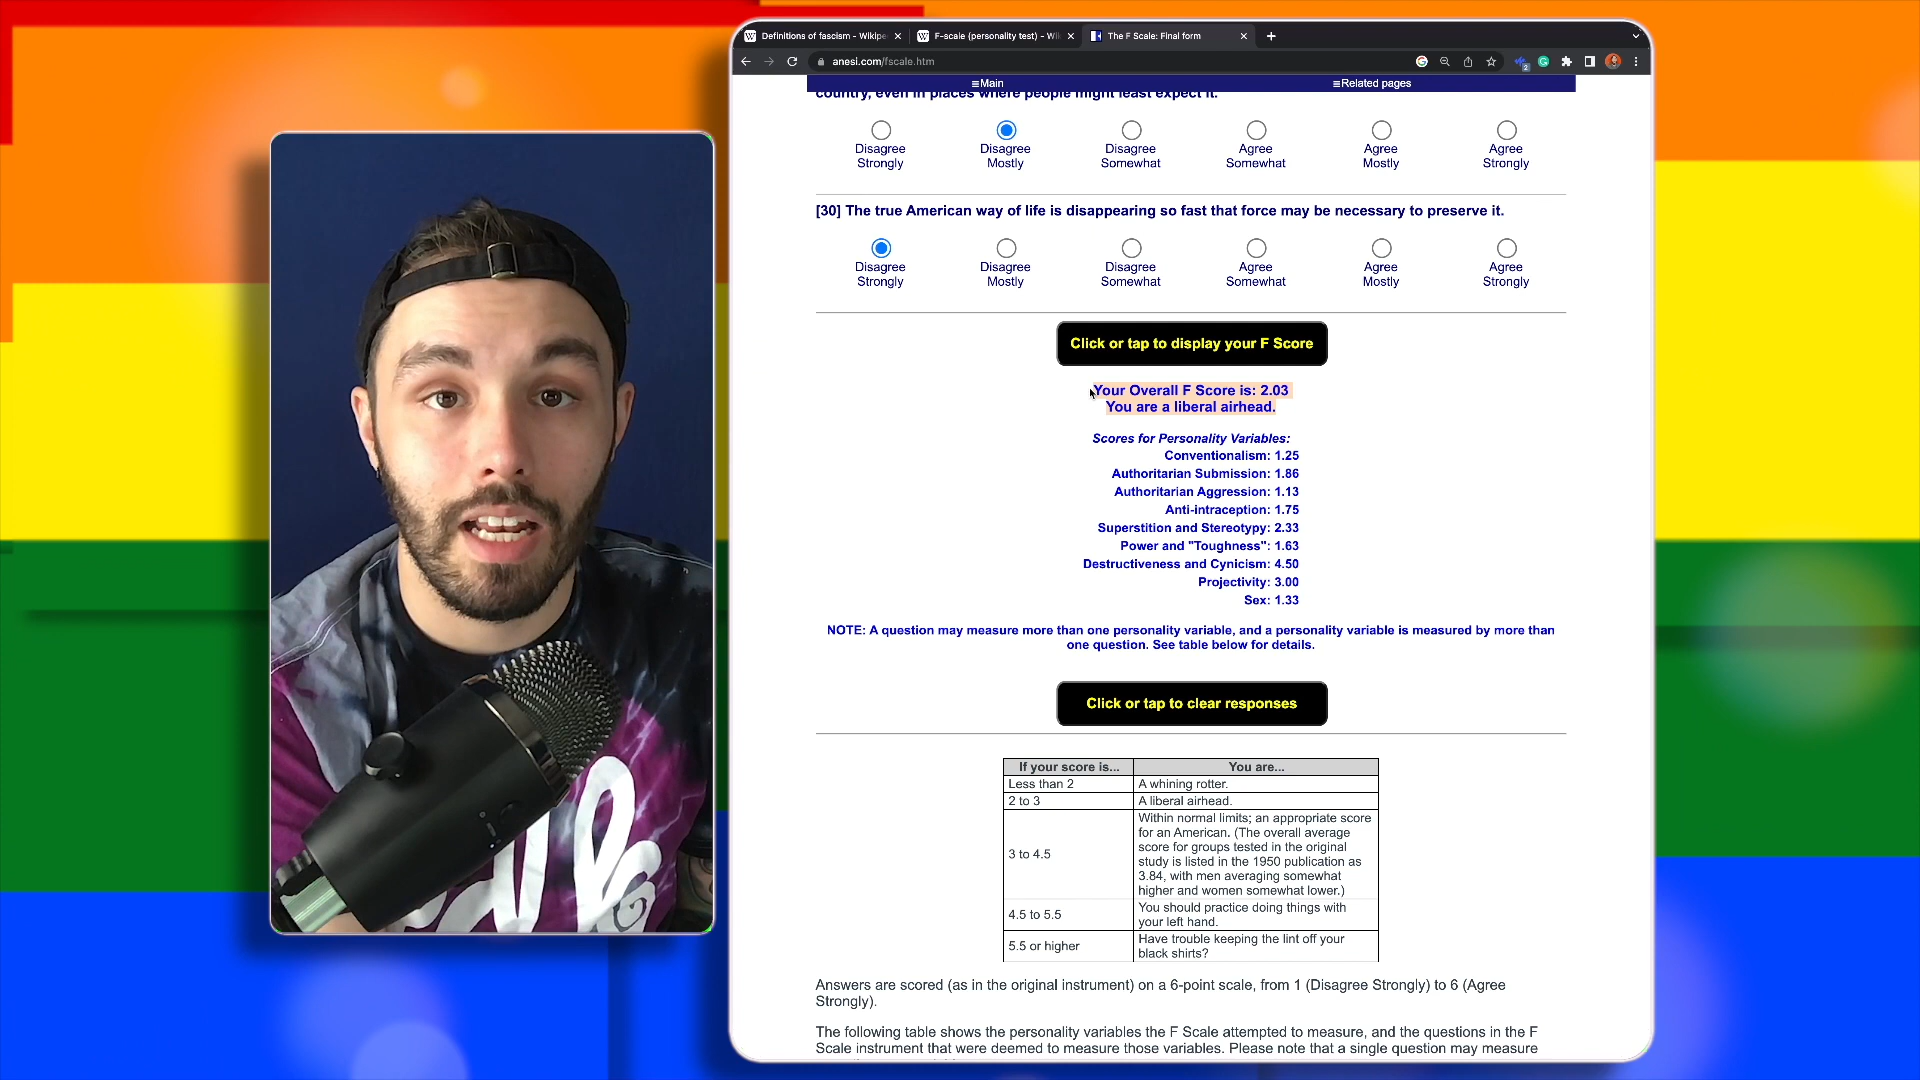 Definitions of fascism - Wikipe
F-scale (personality test) - Wi
The F Scale: Final form
anesi.com/fscale.htm
2
≡Main
≡Related pages
country, even in places where people might least expect it.
Disagree Strongly
Disagree Mostly
Disagree Somewhat
Agree Somewhat
Agree Mostly
Agree Strongly
[30] The true American way of life is disappearing so fast that force may be necessary to preserve it.
Disagree Strongly
Disagree Mostly
Disagree Somewhat
Agree Somewhat
Agree Mostly
Agree Strongly
Click or tap to display your F Score
Your Overall F Score is: 2.03
You are a liberal airhead.
Scores for Personality Variables:
Conventionalism: 1.25
Authoritarian Submission: 1.86
Authoritarian Aggression: 1.13
Anti-intraception: 1.75
Superstition and Stereotypy: 2.33
Power and "Toughness": 1.63
Destructiveness and Cynicism: 4.50
Projectivity: 3.00
Sex: 1.33
NOTE: A question may measure more than one personality variable, and a personality variable is measured by more than
one question. See table below for details.
Click or tap to clear responses
If your score is... You are...
Less than 2 A whining rotter.
2 to 3 A liberal airhead.
3 to 4.5 Within normal limits; an appropriate score
for an American. (The overall average
score for groups tested in the original
study is listed in the 1950 publication as
3.84, with men averaging somewhat
higher and women somewhat lower.)
4.5 to 5.5 You should practice doing things with
your left hand.
5.5 or higher Have trouble keeping the lint off your
black shirts?
Answers are scored (as in the original instrument) on a 6-point scale, from 1 (Disagree Strongly) to 6 (Agree
Strongly).
The following table shows the personality variables the F Scale attempted to measure, and the questions in the F
Scale instrument that were deemed to measure those variables. Please note that a single question may measure